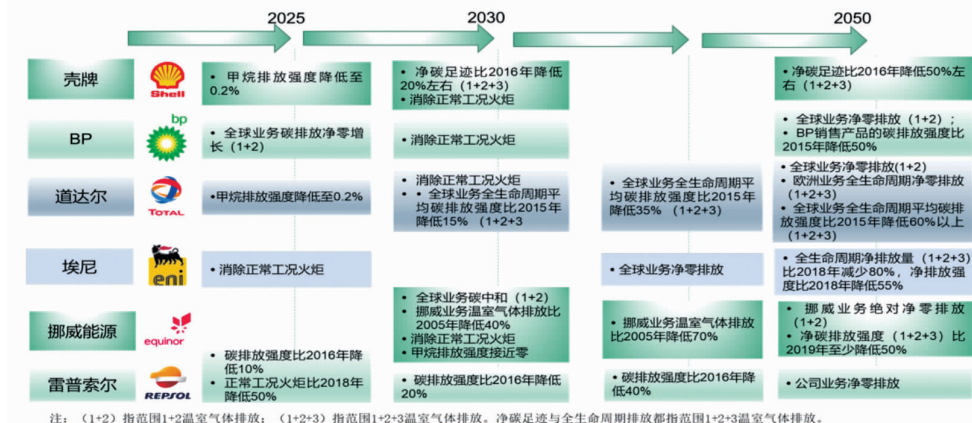 2025
2030
2050
壳牌
Shell
• 甲烷排放强度降低至
0.2%
• 净碳足迹比2016年降低
20%左右（1+2+3）
• 消除正常工况火炬
• 净碳足迹比2016年降低50%左
右（1+2+3）
BP
bp
• 全球业务碳排放净零增
长（1+2）
• 消除正常工况火炬
• 全球业务净零排放（1+2）；
• BP销售产品的碳排放强度比
2015年降低50%
道达尔
TOTAL
•甲烷排放强度降低至0.2%
• 消除正常工况火炬
• 全球业务全生命周期平
均碳排放强度比2015年
降低15% （1+2+3
• 全球业务全生命周期平
均碳排放强度比2015年
降低35% （1+2+3）
• 全球业务净零排放(1+2)
• 欧洲业务全生命周期净零排放
（1+2+3）
• 全球业务全生命周期平均碳排
放强度比2015年降低60%以上
（1+2+3）
埃尼
eni
• 消除正常工况火炬
• 全球业务净零排放
• 全生命周期净排放量（1+2+3）
比2018年减少80%，净排放强
度比2018年降低55%
挪威能源
equinor
• 全球业务碳中和（1+2）
• 挪威业务温室气体排放比
2005年降低40%
• 消除正常工况火炬
• 甲烷排放强度接近零
• 挪威业务温室气体排放
比2005年降低70%
• 挪威业务绝对净零排放
（1+2）
• 净碳排放强度（1+2+3）比
2019年至少降低50%
雷普索尔
REPSOL
• 碳排放强度比2016年降
低10%
• 正常工况火炬比2018年
降低50%
• 碳排放强度比2016年降低
20%
• 碳排放强度比2016年降
低40%
• 公司业务净零排放
注：（1+2）指范围1+2温室气体排放；（1+2+3）指范围1+2+3温室气体排放。净碳足迹与全生命周期排放都指范围1+2+3温室气体排放。